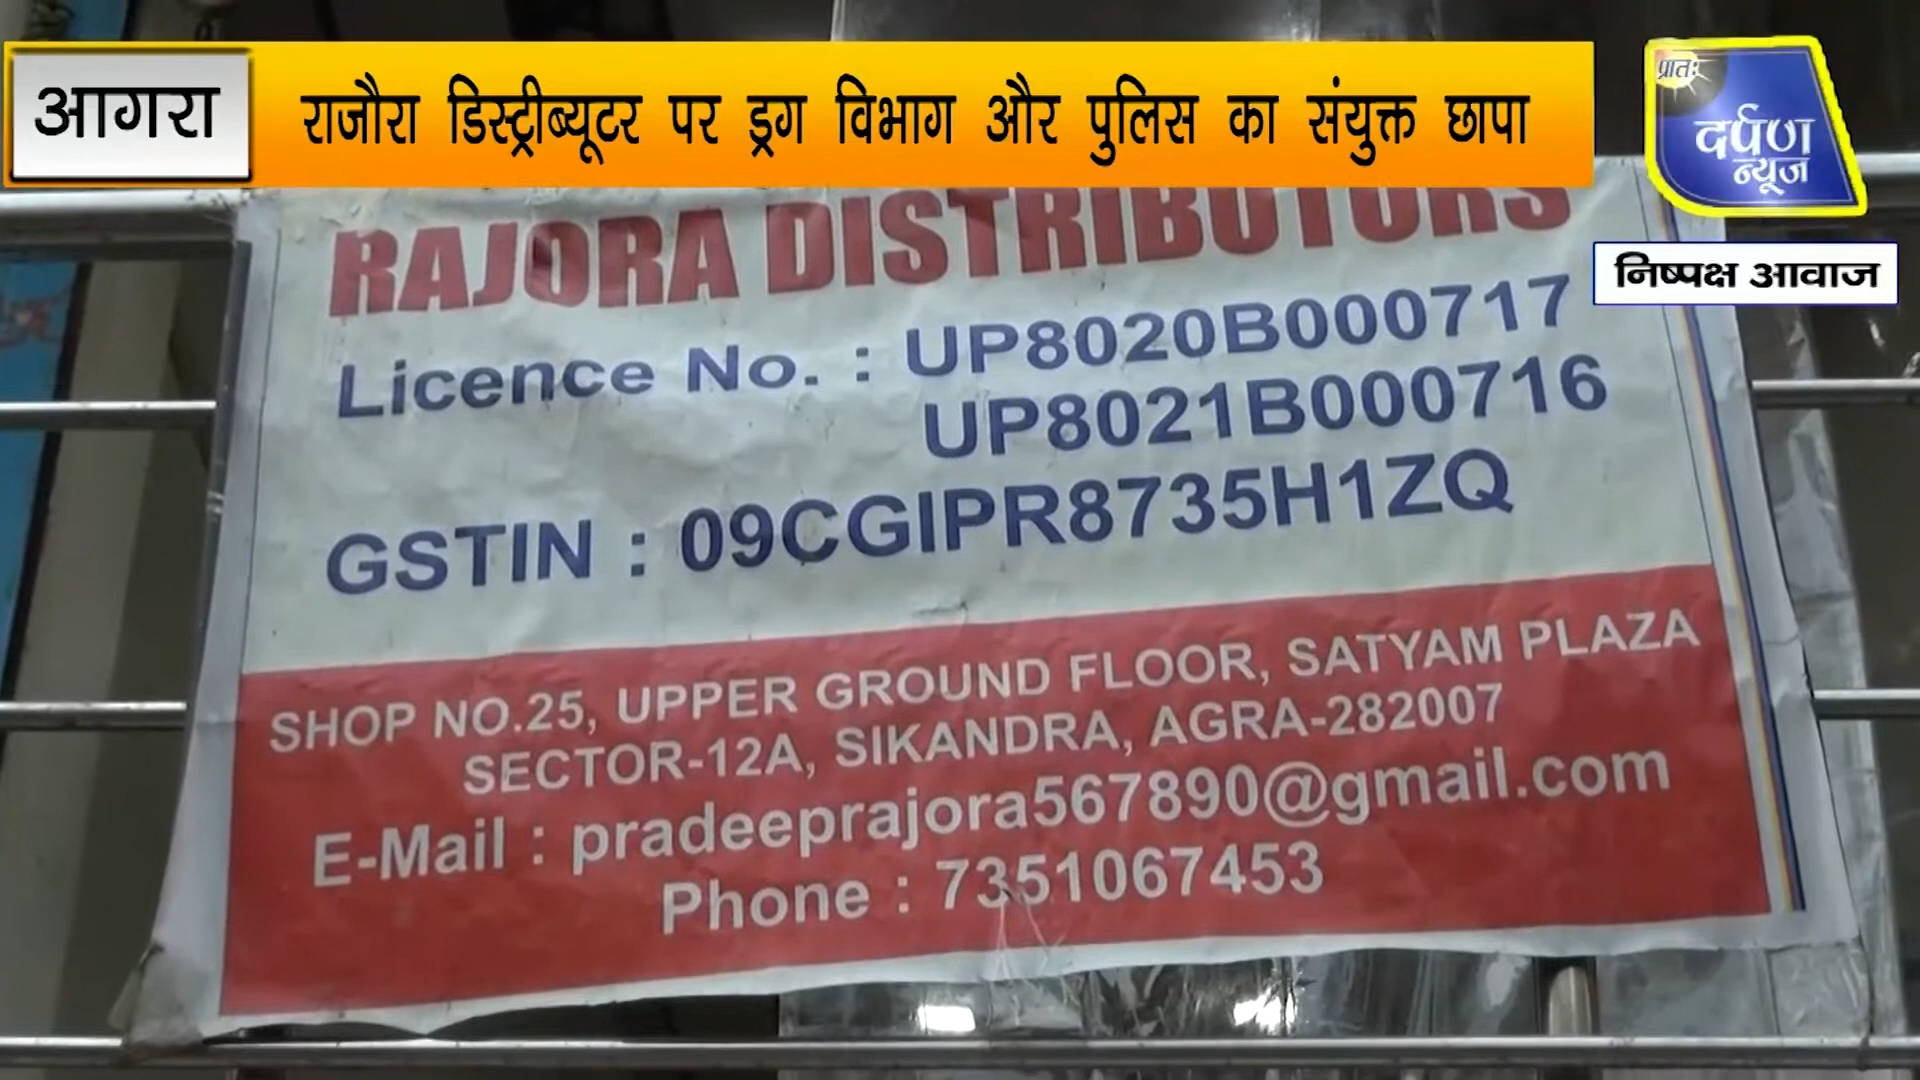 आगरा
राजौरा डिस्ट्रीब्यूटर पर ड्रग विभाग और पुलिस का संयुक्त छापा
प्रातः
दर्पण
न्यूज
निष्पक्ष आवाज
RAJORA DISTRIBUTORS
Licence No. : UP8020B000717
UP8021B000716
GSTIN : 09CGIPR8735H1ZQ
SHOP NO.25, UPPER GROUND FLOOR, SATYAM PLAZA
SECTOR-12A, SIKANDRA, AGRA-282007
E-Mail : pradeeprajora567890@gmail.com
Phone : 7351067453